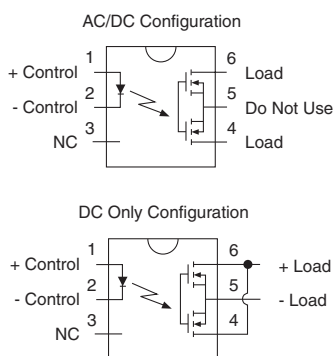 AC/DC Configuration
1 6
+ Control Load
2 5
- Control Do Not Use
3 4
NC Load
DC Only Configuration
1 6
+ Control + Load
2 5
- Control - Load
3 4
NC